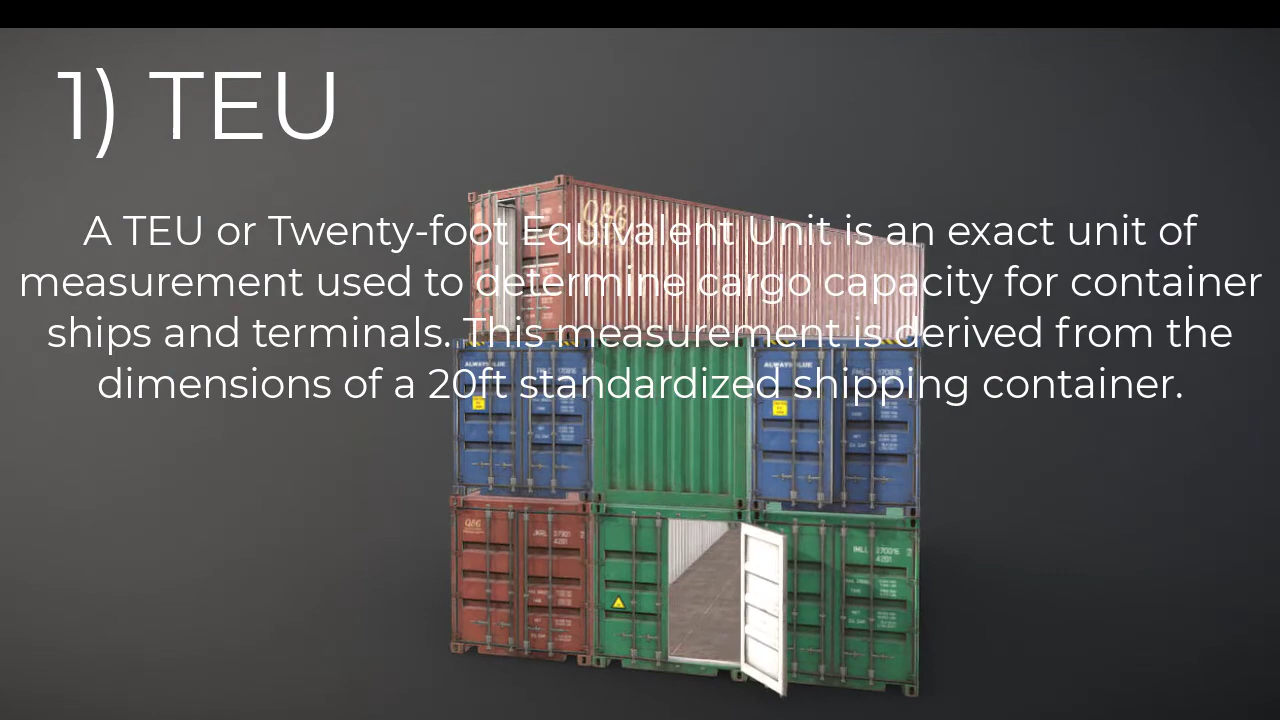 1) TEU
A TEU or Twenty-foot Equivalent Unit is an exact unit of
measurement used to determine cargo capacity for container
ships and terminals. This measurement is derived from the
dimensions of a 20ft standardized shipping container.